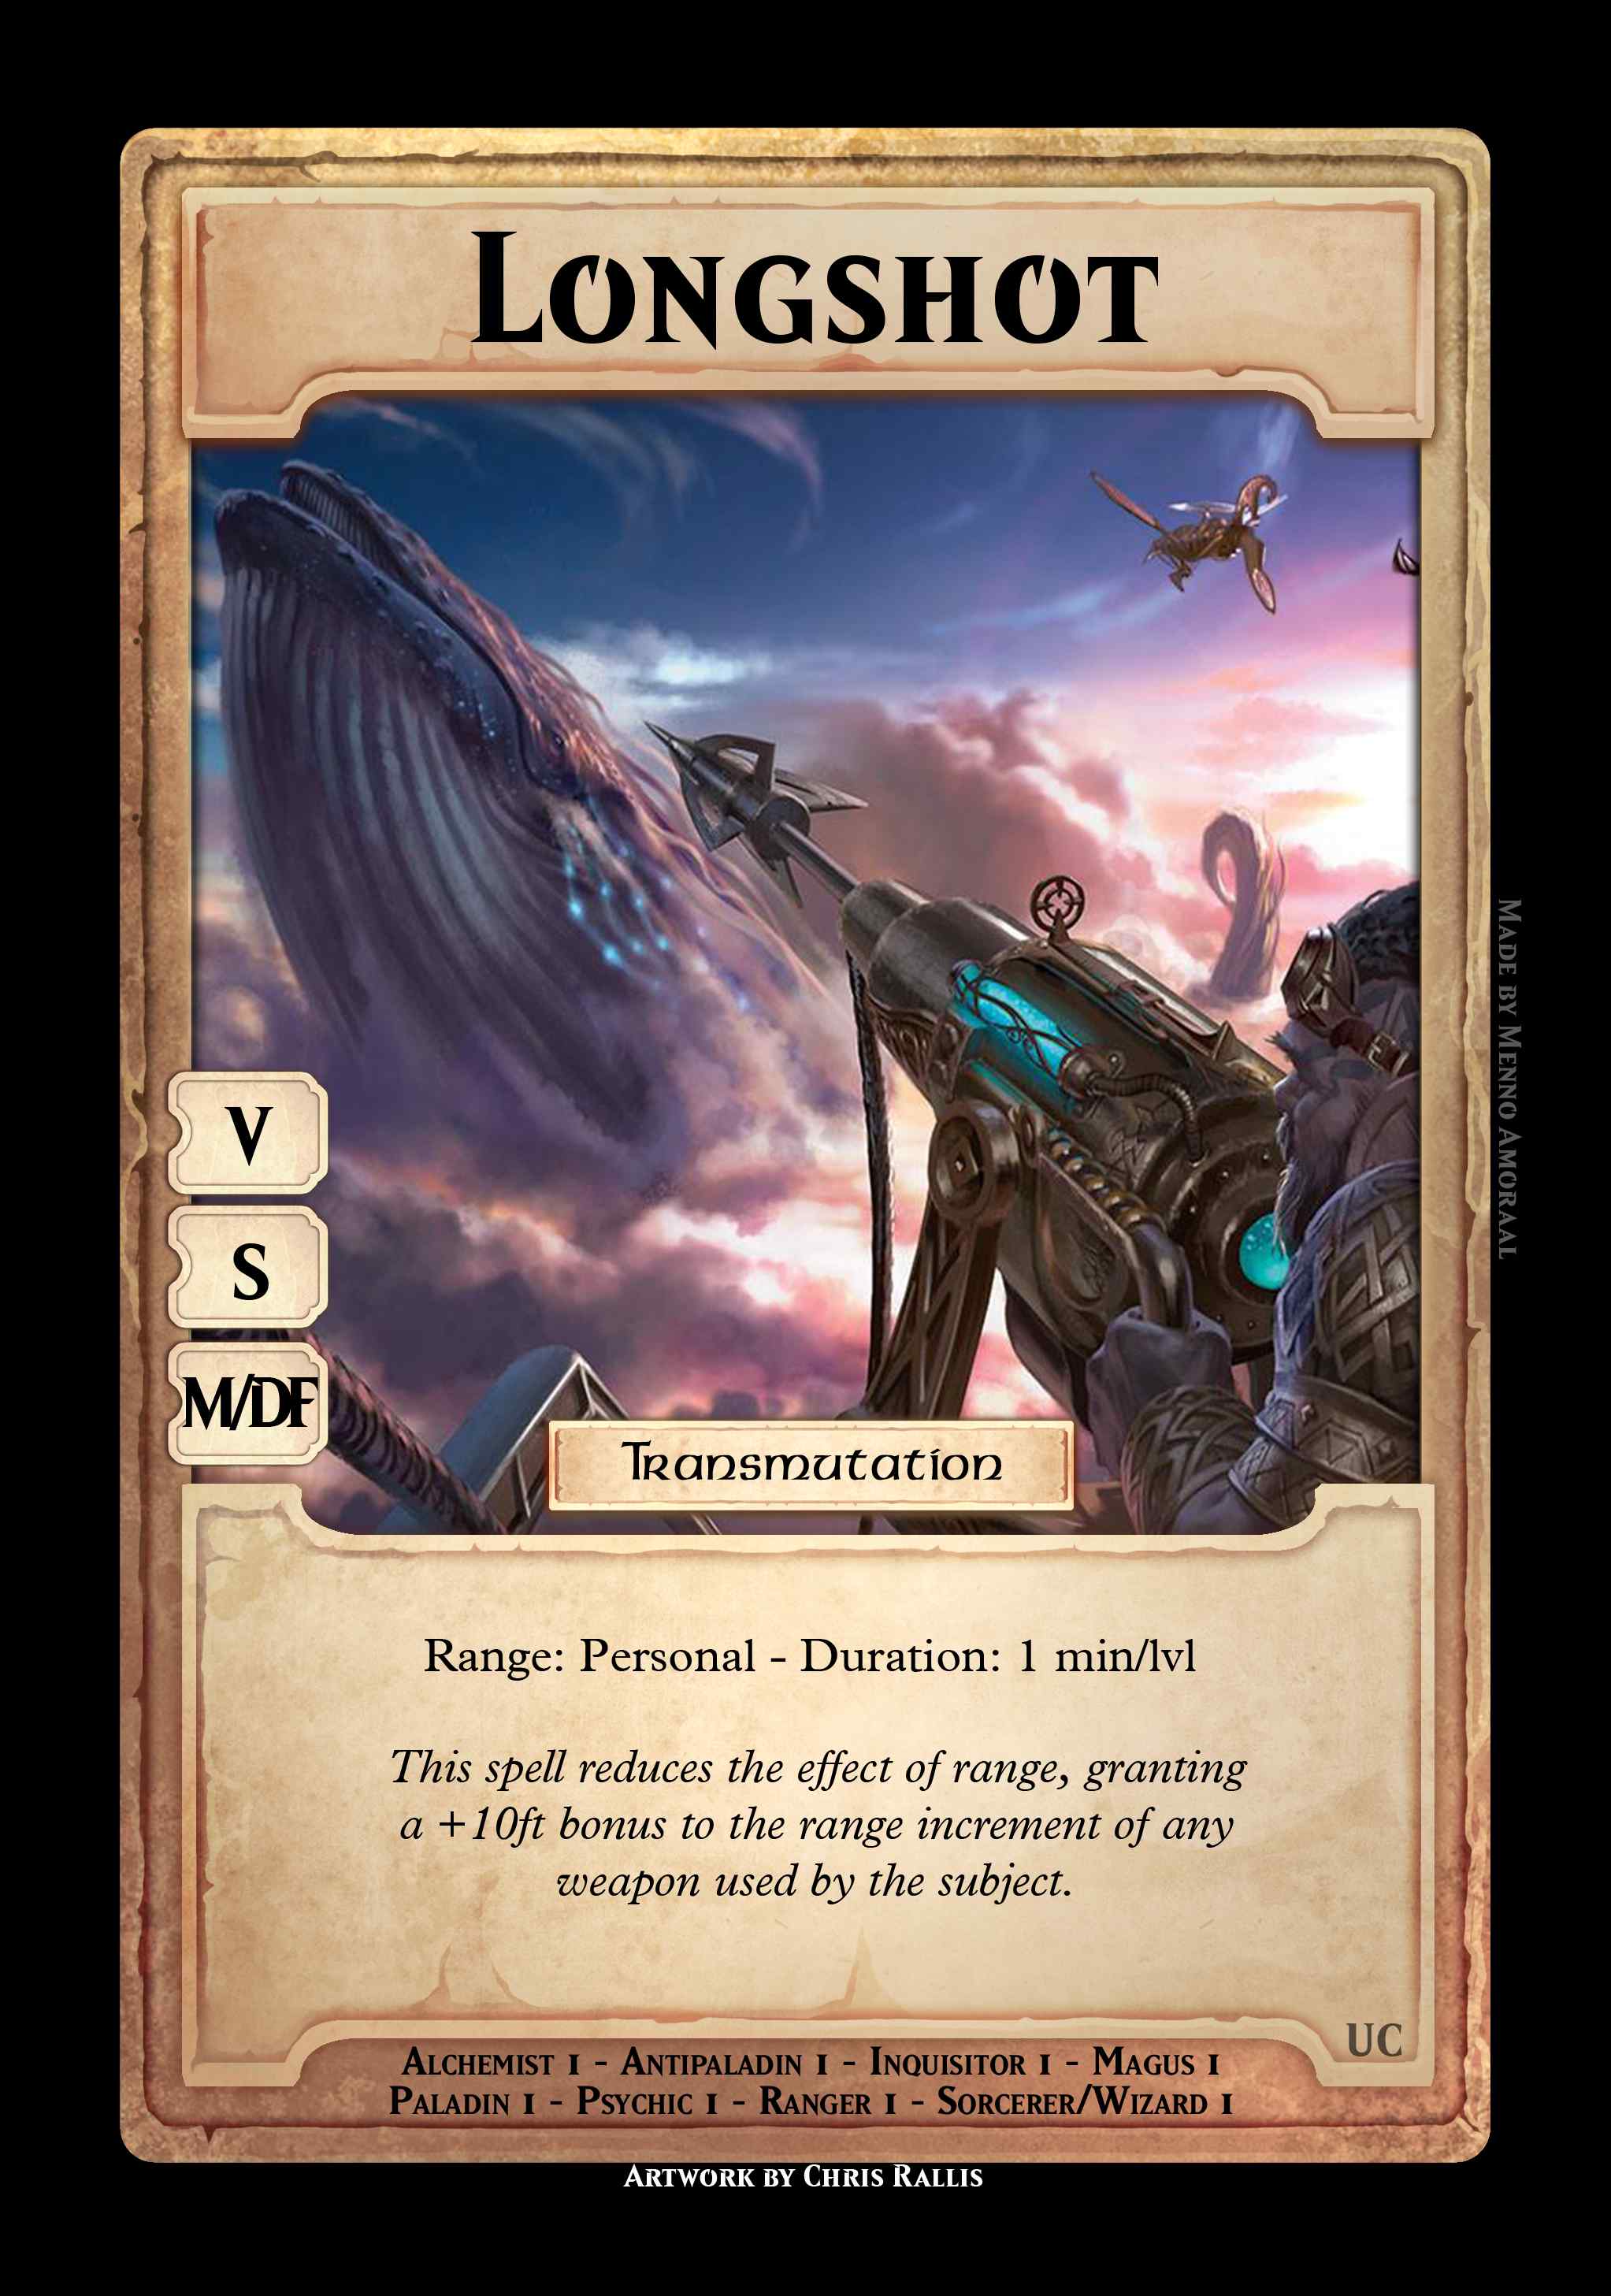 Longshot
V
S
M/DF
Transmutation
Range: Personal - Duration: 1 min/lvl
This spell reduces the effect of range, granting
a +10ft bonus to the range increment of any
weapon used by the subject.
UC
Alchemist 1 - Antipaladin 1 - Inquisitor 1 - Magus 1
Paladin 1 - Psychic 1 - Ranger 1 - Sorcerer/Wizard 1
Artwork by Chris Rallis
Made by Menno Amoraal